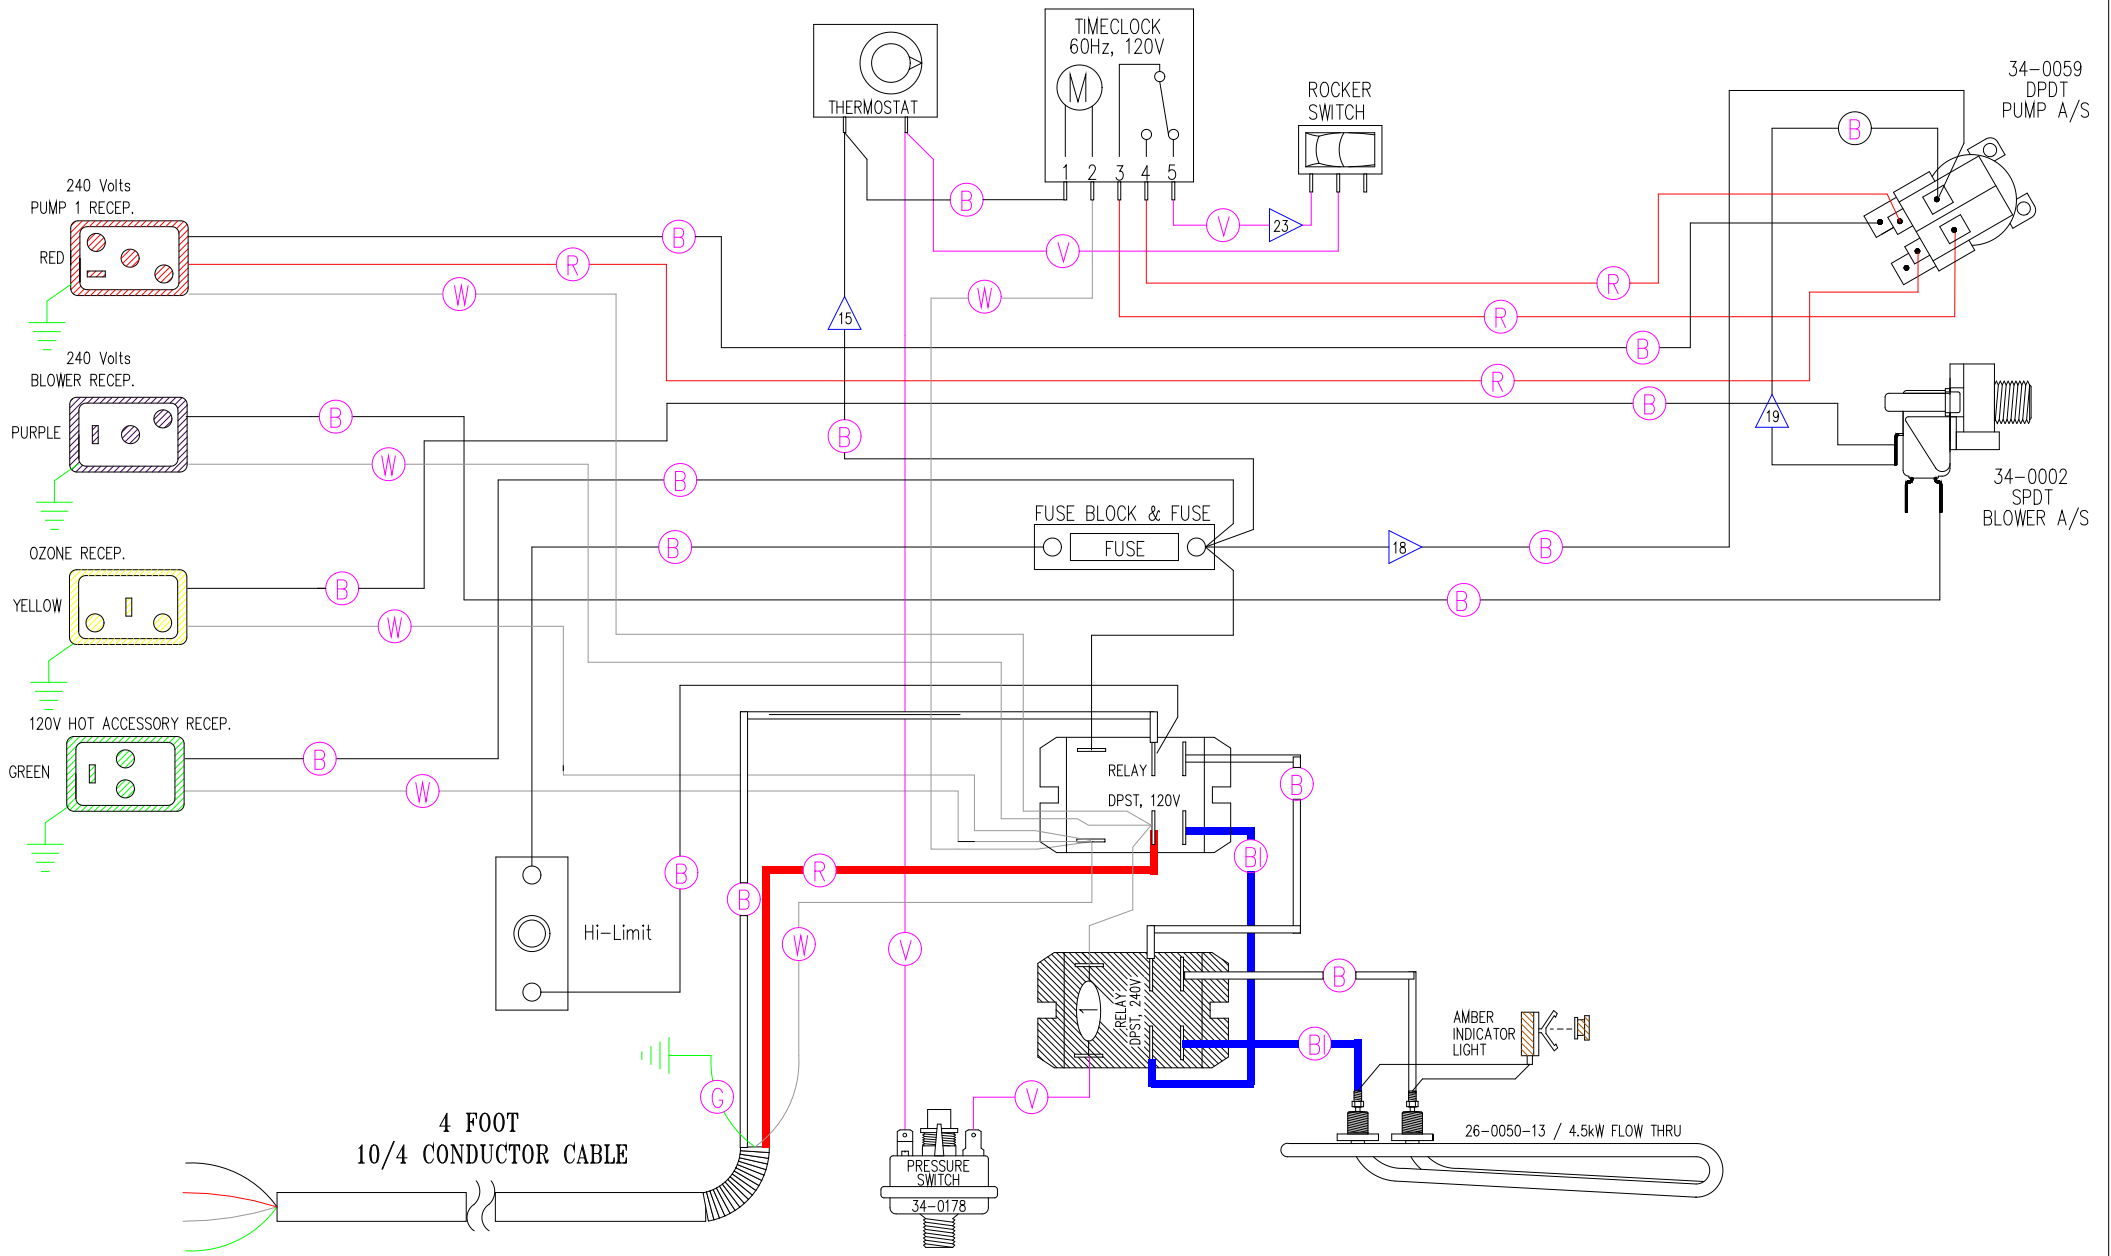 TIMECLOCK
60Hz, 120V
M
1 2 3 4 5
THERMOSTAT
ROCKER
SWITCH
34-0059
DPDT
PUMP A/S
B
240 Volts
PUMP 1 RECEP.
RED
B
R
W
B
V
23
V
W
15
R
R
B
R
B
240 Volts
BLOWER RECEP.
PURPLE
B
W
B
B
19
34-0002
SPDT
BLOWER A/S
FUSE BLOCK & FUSE
FUSE
B
18
B
OZONE RECEP.
YELLOW
B
W
B
120V HOT ACCESSORY RECEP.
GREEN
B
W
RELAY
DPST, 120V
B
BI
R
B
B
W
V
Hi-Limit
RELAY
DPST, 240V
1
B
BI
AMBER
INDICATOR
LIGHT
G
V
4 FOOT
10/4 CONDUCTOR CABLE
PRESSURE
SWITCH
34-0178
26-0050-13 / 4.5kW FLOW THRU